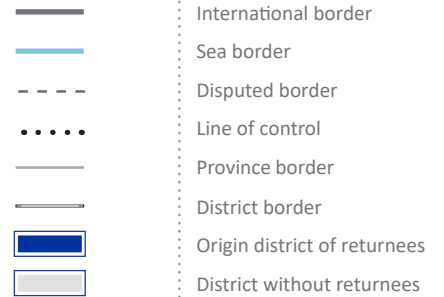 International border
Sea border
Disputed border
Line of control
Province border
District border
Origin district of returnees
District without returnees